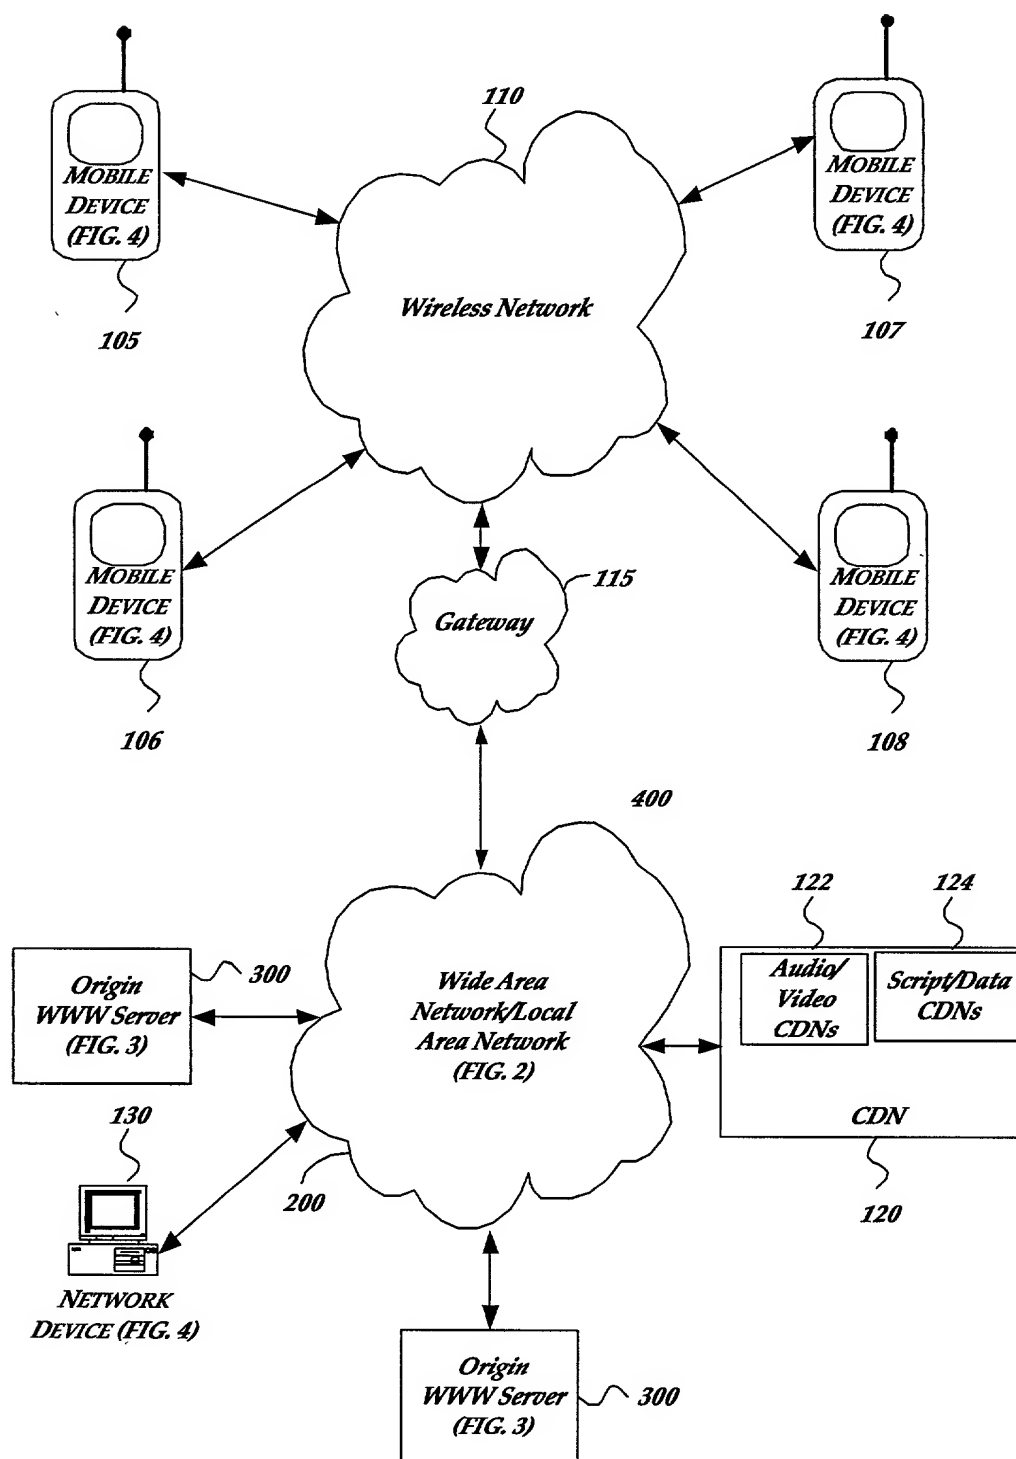 110
MOBILE
DEVICE
(FIG. 4)
105
MOBILE
DEVICE
(FIG. 4)
107
Wireless Network
MOBILE
DEVICE
(FIG. 4)
106
115
Gateway
MOBILE
DEVICE
(FIG. 4)
108
400
122
124
Origin
WWW Server
(FIG. 3)
300
Wide Area
Network/Local
Area Network
(FIG. 2)
Audio/
Video
CDNs
Script/Data
CDNs
CDN
120
130
200
NETWORK
DEVICE (FIG. 4)
Origin
WWW Server
(FIG. 3)
300